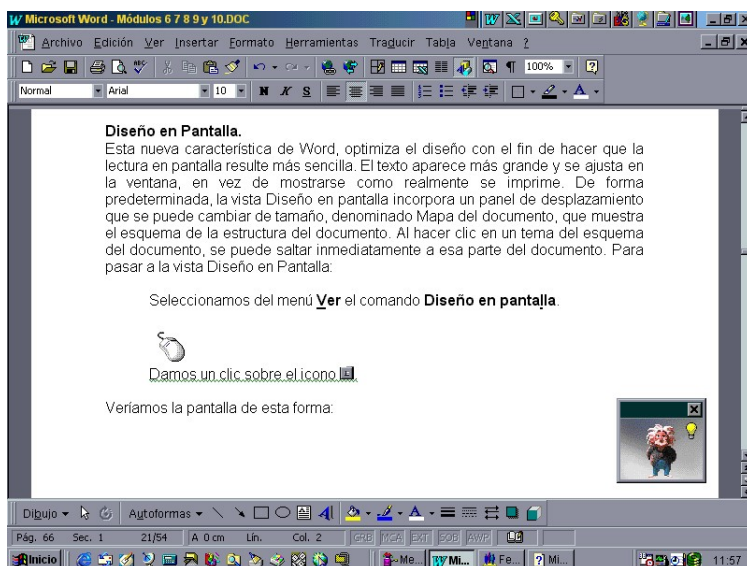 Microsoft Word - Módulos 6 7 8 9 y 10.DOC
Archivo Edición Ver Insertar Formato Herramientas Traducir Tabla Ventana ?
100%
Normal Arial 10 N K S
Diseño en Pantalla.
Esta nueva característica de Word, optimiza el diseño con el fin de hacer que la
lectura en pantalla resulte más sencilla. El texto aparece más grande y se ajusta en
la ventana, en vez de mostrarse como realmente se imprime. De forma
predeterminada, la vista Diseño en pantalla incorpora un panel de desplazamiento
que se puede cambiar de tamaño, denominado Mapa del documento, que muestra
el esquema de la estructura del documento. Al hacer clic en un tema del esquema
del documento, se puede saltar inmediatamente a esa parte del documento. Para
pasar a la vista Diseño en Pantalla:
Seleccionamos del menú Ver el comando Diseño en pantalla.
Damos un clic sobre el icono .
Veríamos la pantalla de esta forma:
Dibujo Autoformas
Pág. 66 Sec. 1 21/54 A 0 cm Lín. Col. 2 GRB MCA EXT SOB AWP
Inicio Me... Mi... Fe... Mi... 11:57